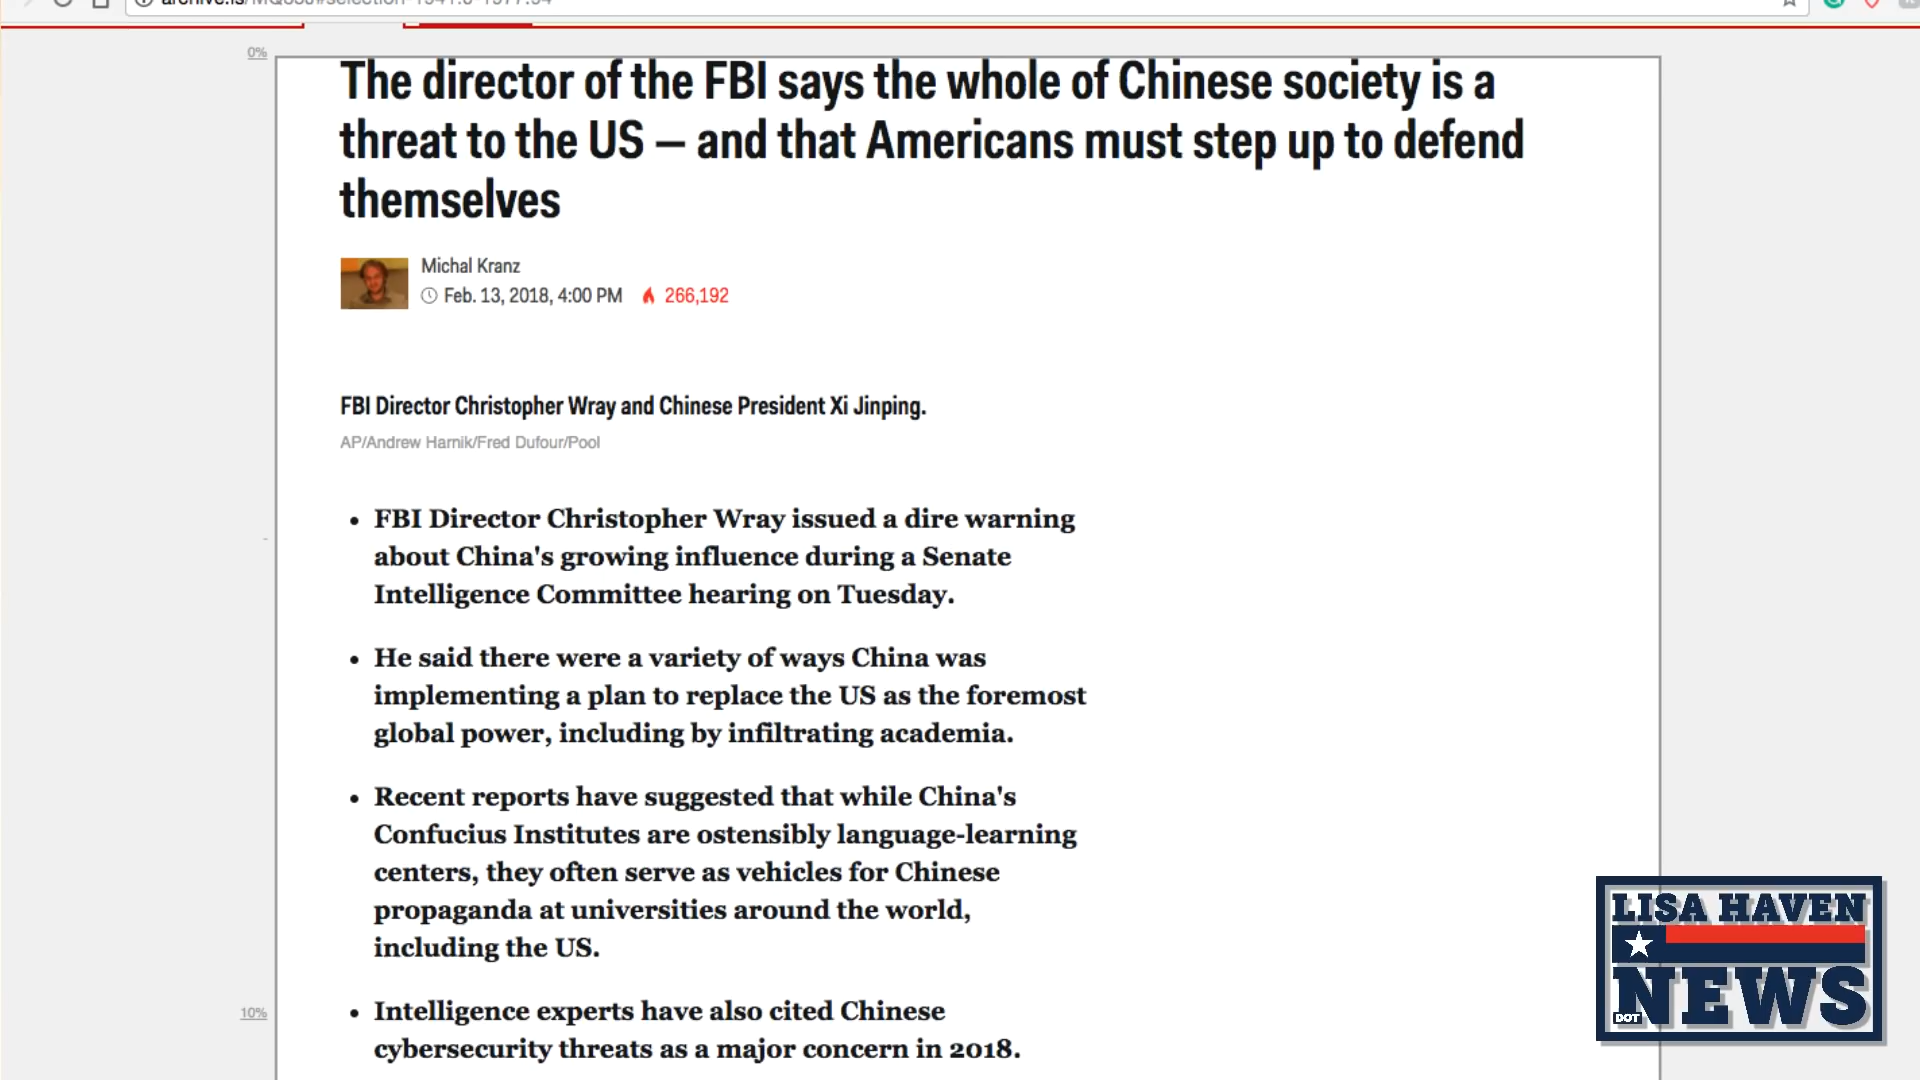 0%
The director of the FBI says the whole of Chinese society is a
threat to the US — and that Americans must step up to defend
themselves
Michal Kranz
Feb. 13, 2018, 4:00 PM 266,192
FBI Director Christopher Wray and Chinese President Xi Jinping.
AP/Andrew Harnik/Fred Dufour/Pool
• FBI Director Christopher Wray issued a dire warning
about China's growing influence during a Senate
Intelligence Committee hearing on Tuesday.
• He said there were a variety of ways China was
implementing a plan to replace the US as the foremost
global power, including by infiltrating academia.
• Recent reports have suggested that while China's
Confucius Institutes are ostensibly language-learning
centers, they often serve as vehicles for Chinese
propaganda at universities around the world,
including the US.
10%
• Intelligence experts have also cited Chinese
cybersecurity threats as a major concern in 2018.
LISA HAVEN
DOT NEWS